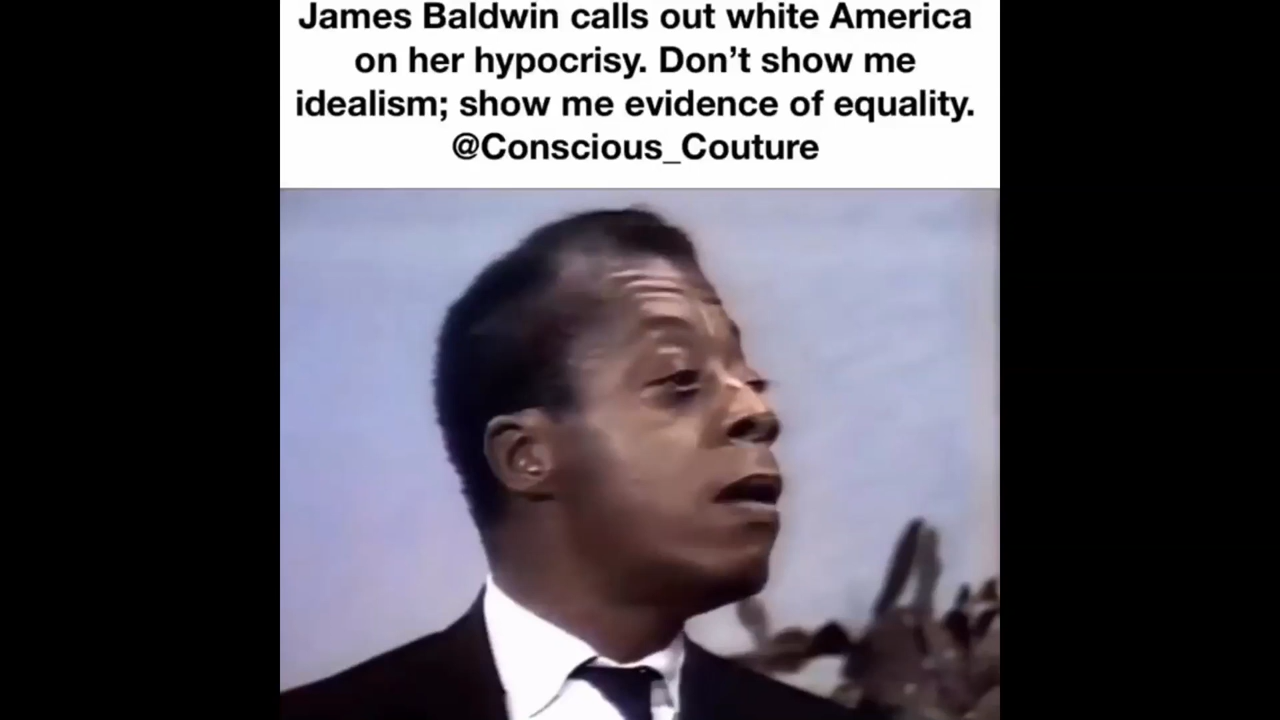 James Baldwin calls out white America
on her hypocrisy. Don’t show me
idealism; show me evidence of equality.
@Conscious_Couture